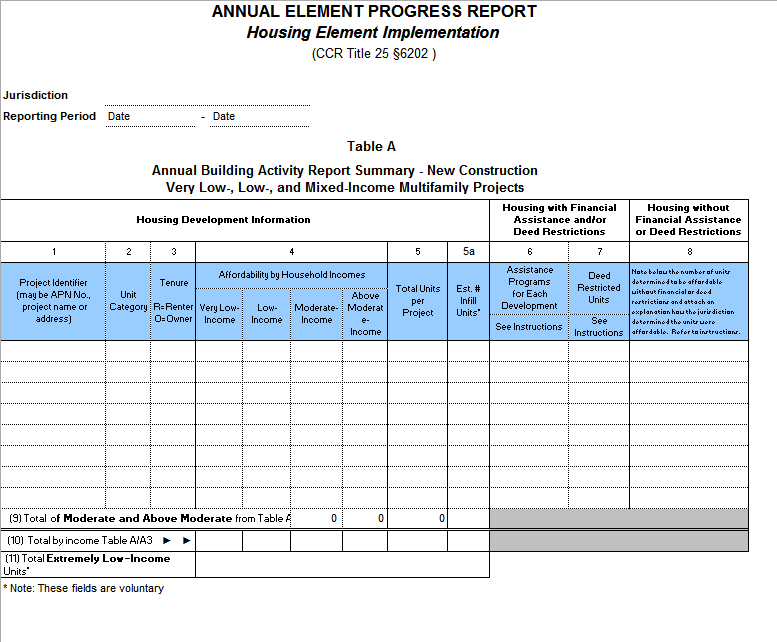 ANNUAL ELEMENT PROGRESS REPORT
Housing Element Implementation
(CCR Title 25 §6202 )
Jurisdiction
Reporting Period Date - Date
Table A
Annual Building Activity Report Summary - New Construction
Very Low-, Low-, and Mixed-Income Multifamily Projects
Housing Development Information
Housing with Financial
Assistance and/or
Deed Restrictions
Housing without
Financial Assistance
or Deed Restrictions
1 2 3 4 5 5a 6 7 8
Project Identifier
(may be APN No.,
project name or
address)
Unit
Category
Tenure
R=Renter
O=Owner
Affordability by Household Incomes
Very Low-
Income
Low-
Income
Moderate-
Income
Above
Moderat
e-
Income
Total Units
per
Project
Est. #
Infill
Units*
Assistance
Programs
for Each
Development
See Instructions
Deed
Restricted
Units
See
Instructions
Note below the number of units
determined to be affordable
without financial or deed
restrictions and attach an
explanation how the jurisdiction
determined the units were
affordable. Refer to instructions.
(9) Total of Moderate and Above Moderate from Table A 0 0 0
(10) Total by income Table A/A3 ► ►
(11) Total Extremely Low-Income
Units*
* Note: These fields are voluntary